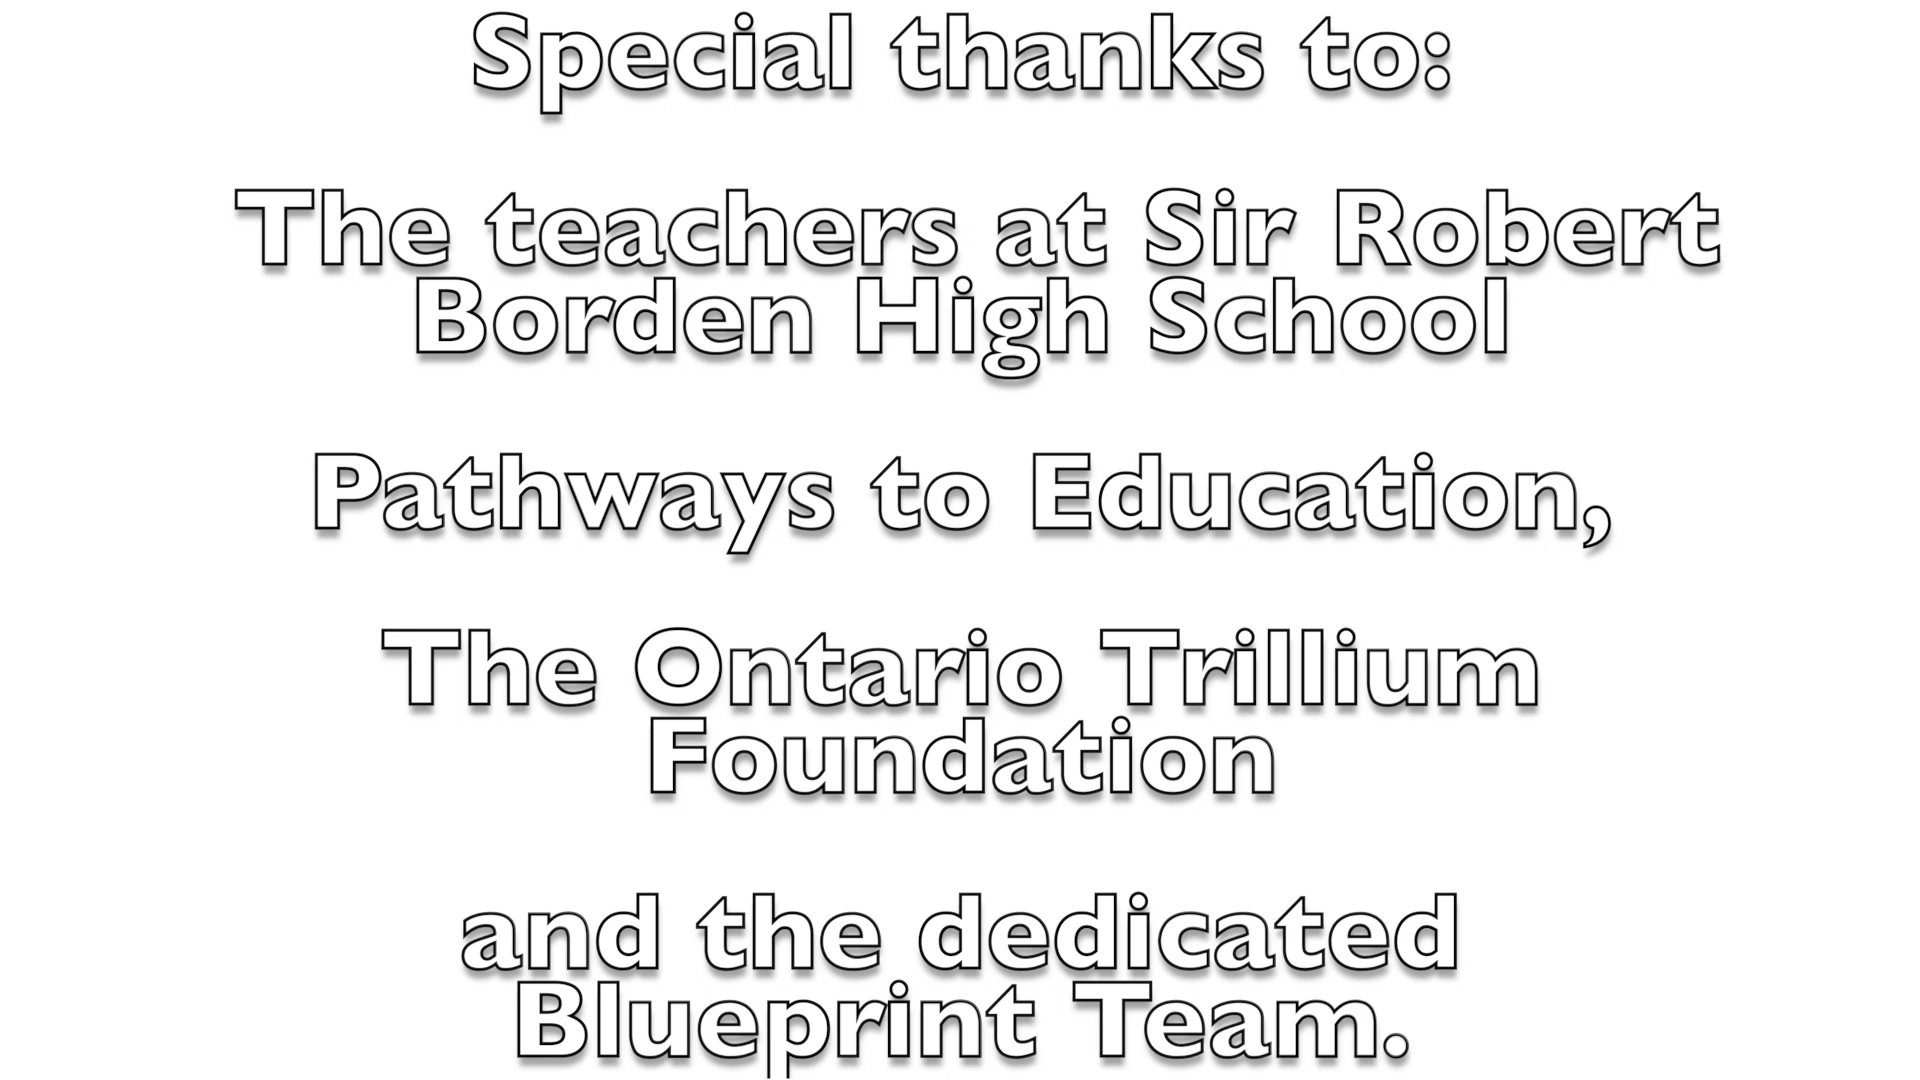 Special thanks to:
The teachers at Sir Robert
Borden High School
Pathways to Education,
The Ontario Trillium
Foundation
and the dedicated
Blueprint Team.